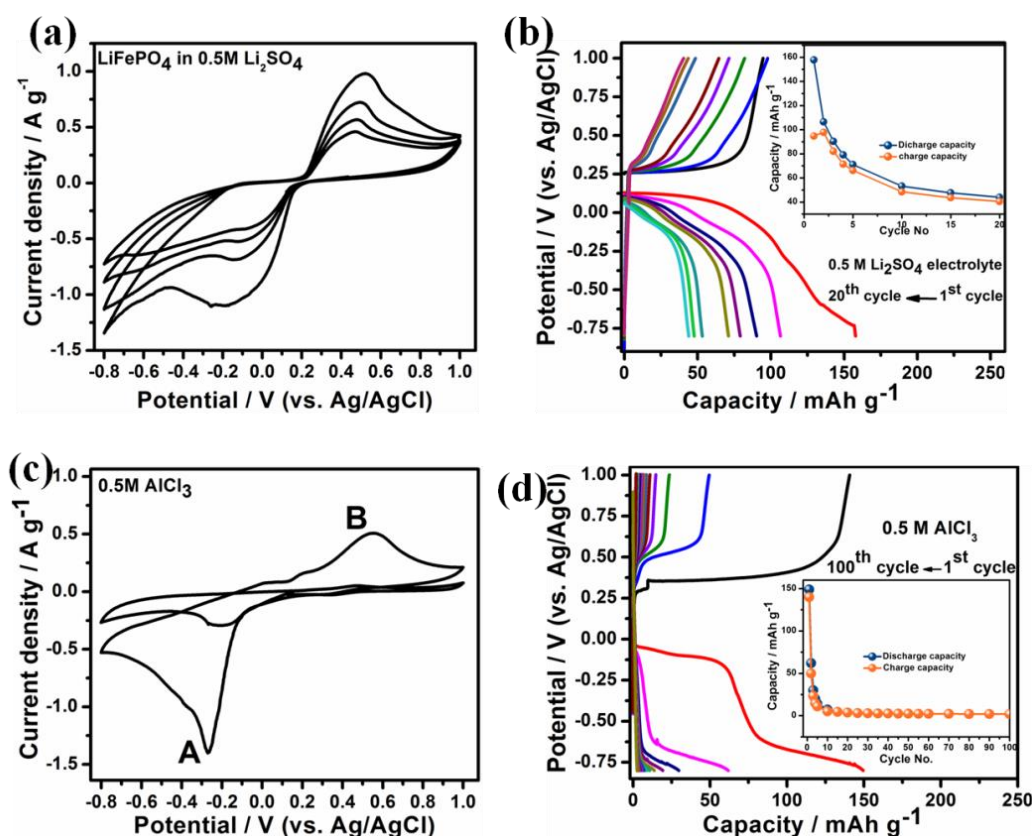 (a)
LiFePO4 in 0.5M Li2SO4
Current density / A g-1
1.0
0.5
0.0
-0.5
-1.0
-1.5
-0.8 -0.6 -0.4 -0.2 0.0 0.2 0.4 0.6 0.8 1.0
Potential / V (vs. Ag/AgCl)
(b)
Potential / V (vs. Ag/AgCl)
1.00
0.75
0.50
0.25
0.00
-0.25
-0.50
-0.75
0 50 100 150 200 250
Capacity / mAh g-1
Capacity / mAh g-1
160
140
120
100
80
60
40
Dicharge capacity
charge capacity
0 5 10 15 20
Cycle No
0.5 M Li2SO4 electrolyte
20th cycle ← 1st cycle
(c)
0.5M AlCl3
Current density / A g-1
1.0
0.5
0.0
-0.5
-1.0
-1.5
A
B
-0.8 -0.6 -0.4 -0.2 0.0 0.2 0.4 0.6 0.8 1.0
Potential / V (vs. Ag/AgCl)
(d)
Potential / V (vs. Ag/AgCl)
1.00
0.75
0.50
0.25
0.00
-0.25
-0.50
-0.75
0 50 100 150 200 250
Capacity / mAh g-1
0.5 M AlCl3
100th cycle ← 1st cycle
Capacity / mAh g-1
150
100
50
0
Discharge capacity
Charge capacity
0 10 20 30 40 50 60 70 80 90 100
Cycle No.